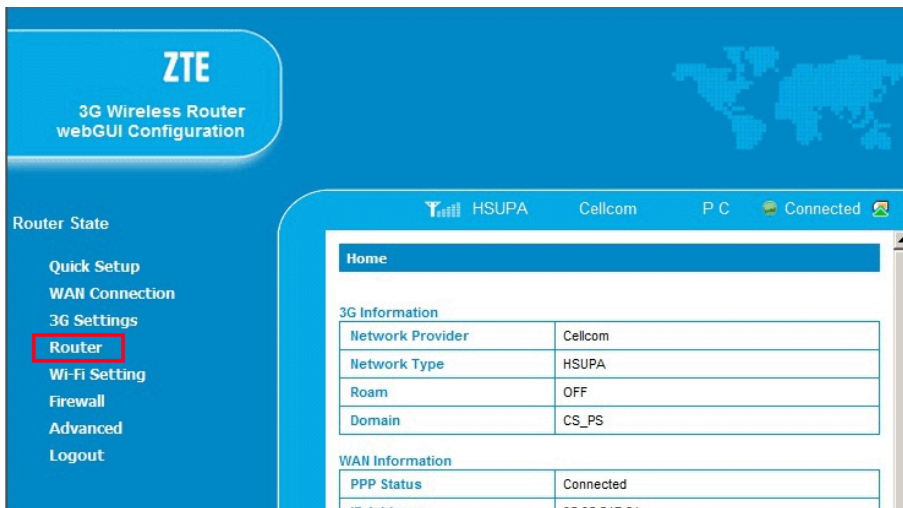 ZTE
3G Wireless Router
webGUI Configuration
HSUPA Cellcom P C Connected
Router State
Quick Setup
WAN Connection
3G Settings
Router
Wi-Fi Setting
Firewall
Advanced
Logout
Home
3G Information
Network Provider Cellcom
Network Type HSUPA
Roam OFF
Domain CS_PS
WAN Information
PPP Status Connected